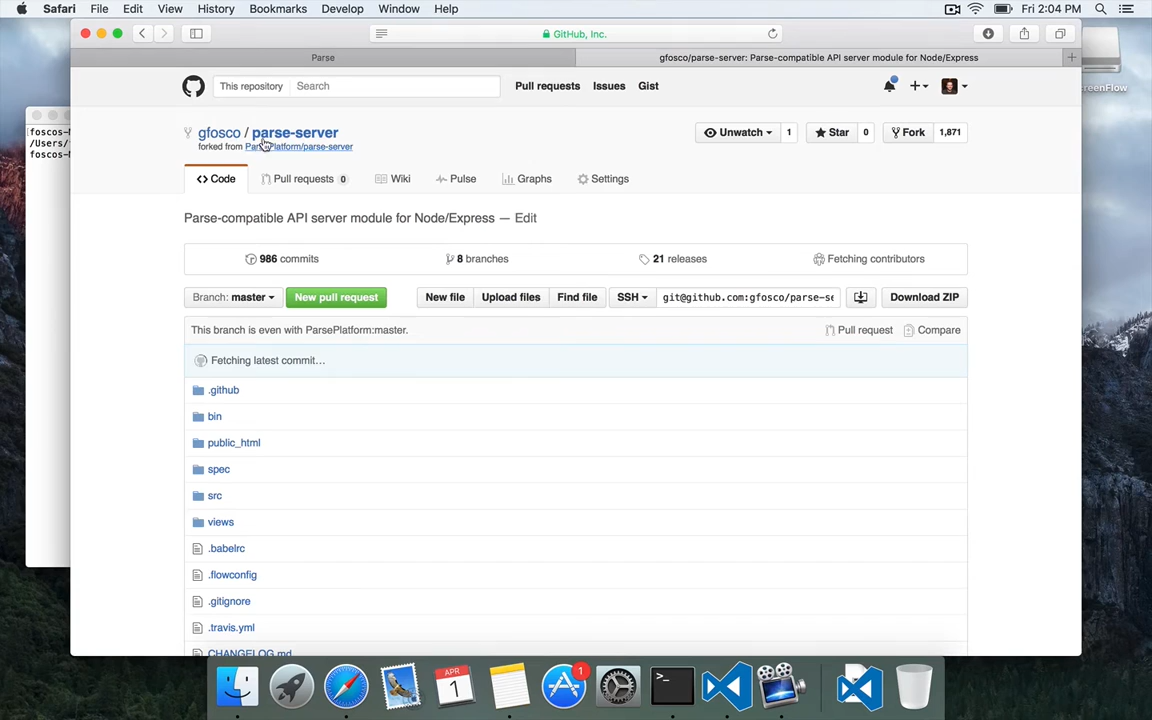 Safari File Edit View History Bookmarks Develop Window Help Fri 2:04 PM
GitHub, Inc.
Parse gfosco/parse-server: Parse-compatible API server module for Node/Express
This repository Search Pull requests Issues Gist
gfosco / parse-server Unwatch 1 Star 0 Fork 1,871
forked from ParsePlatform/parse-server
Code Pull requests 0 Wiki Pulse Graphs Settings
Parse-compatible API server module for Node/Express — Edit
986 commits 8 branches 21 releases Fetching contributors
Branch: master New pull request New file Upload files Find file SSH git@github.com:gfosco/parse-se Download ZIP
This branch is even with ParsePlatform:master. Pull request Compare
Fetching latest commit…
.github
bin
public_html
spec
src
views
.babelrc
.flowconfig
.gitignore
.travis.yml
CHANGELOG.md
APR
1
1